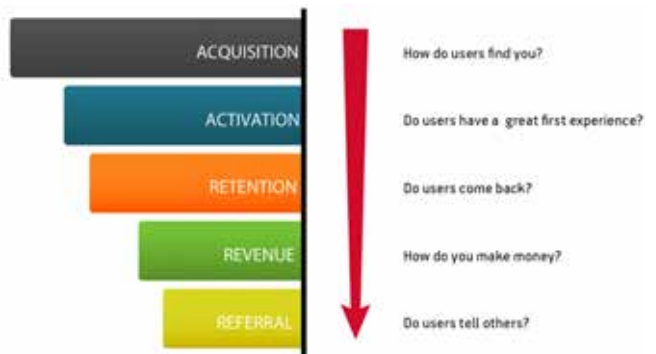 ACQUISITION
How do users find you?
ACTIVATION
Do users have a great first experience?
RETENTION
Do users come back?
REVENUE
How do you make money?
REFERRAL
Do users tell others?